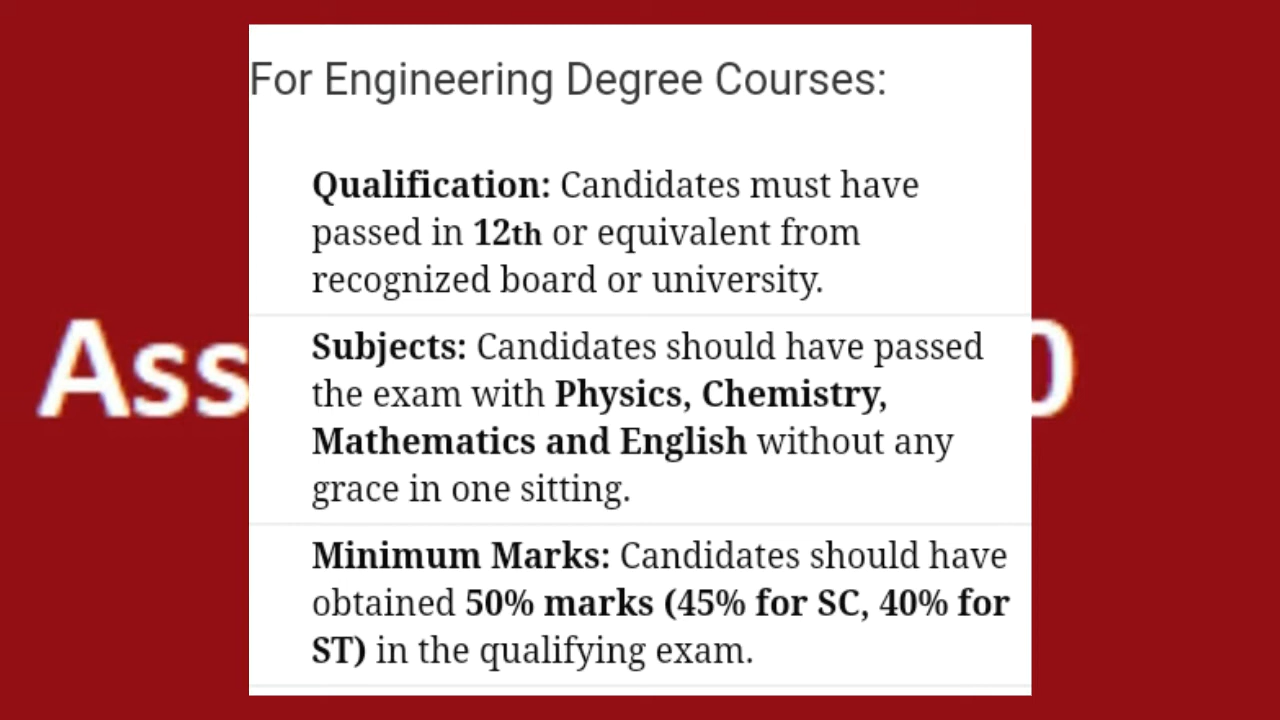 For Engineering Degree Courses:
Qualification: Candidates must have
passed in 12th or equivalent from
recognized board or university.
Subjects: Candidates should have passed
the exam with Physics, Chemistry,
Mathematics and English without any
grace in one sitting.
Ass 0
Minimum Marks: Candidates should have
obtained 50% marks (45% for SC, 40% for
ST) in the qualifying exam.